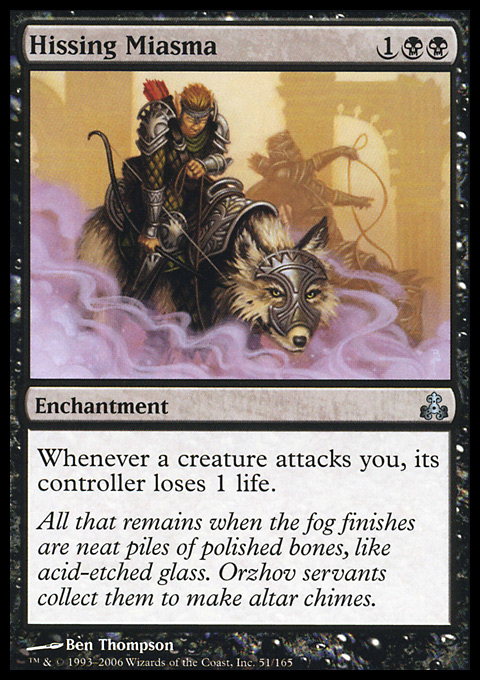 Hissing Miasma 1
Enchantment
Whenever a creature attacks you, its
controller loses 1 life.
All that remains when the fog finishes
are neat piles of polished bones, like
acid-etched glass. Orzhov servants
collect them to make altar chimes.
Ben Thompson
™ & © 1993–2006 Wizards of the Coast, Inc. 51/165